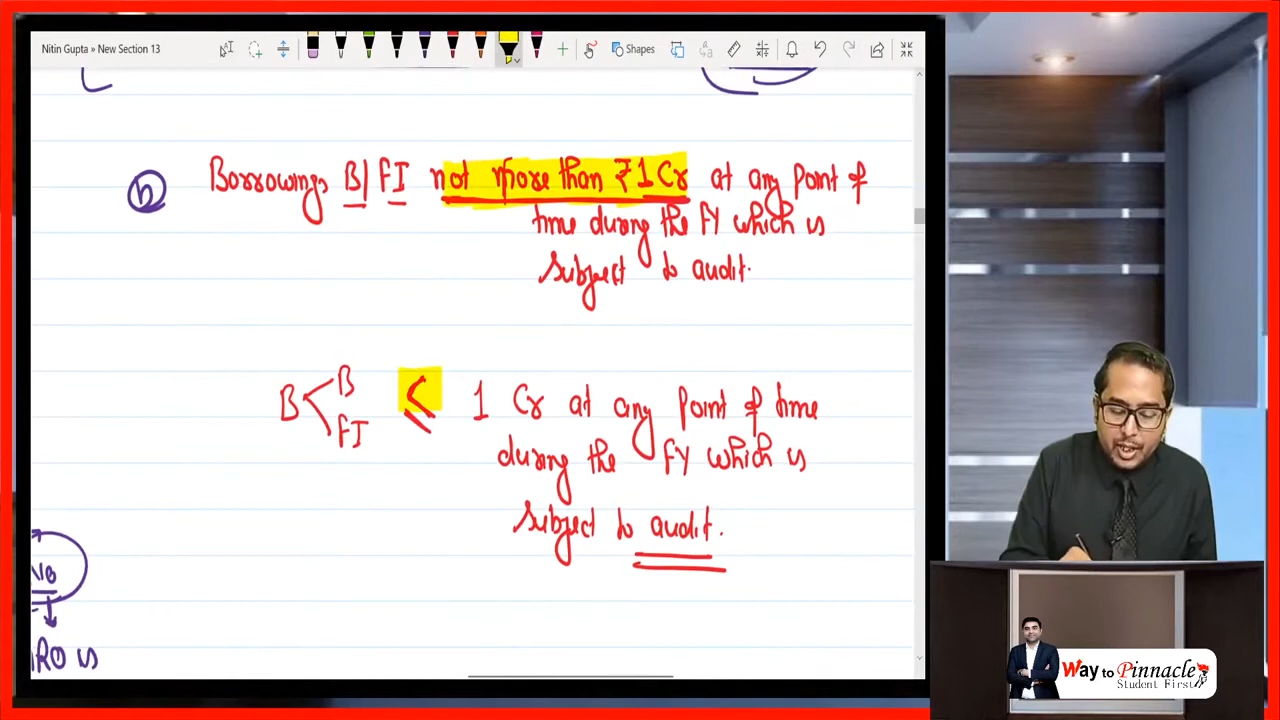 Nitin Gupta » New Section 13
Shapes
(b) Borrowings B/FI not more than ₹1 Cr at any point of
time during the FY which is
subject to audit.
B < B
FI
≤ 1 Cr at any point of time
during the FY which is
subject to audit.
No
CARO is
Way to Pinnacle
Student First